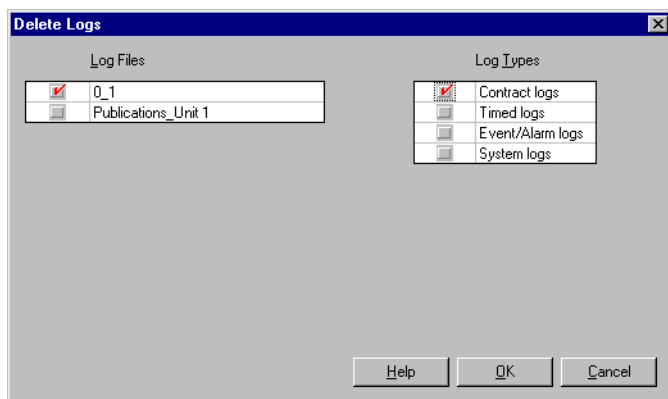 Delete Logs
Log Files
0_1
Publications_Unit 1
Log Types
Contract logs
Timed logs
Event/Alarm logs
System logs
Help
OK
Cancel